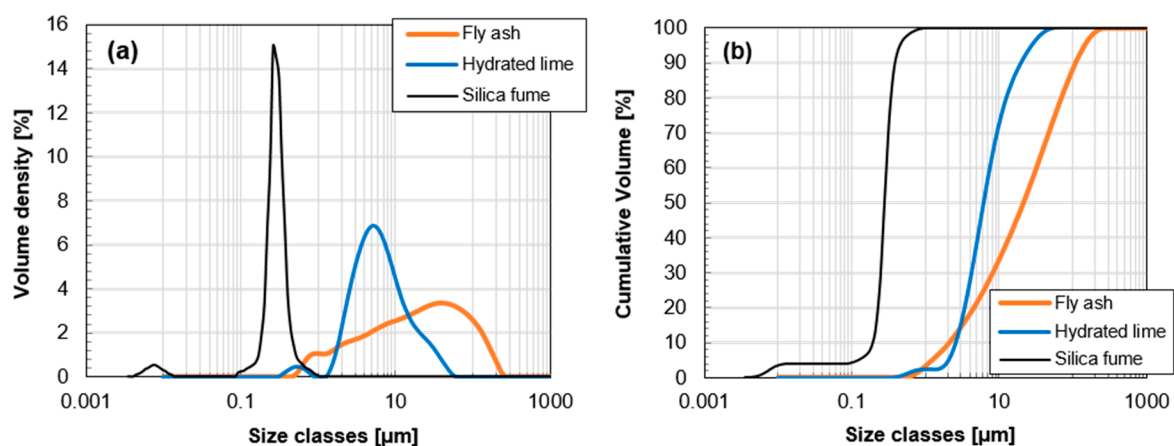 (a)
Volume density [%]
16
14
12
10
8
6
4
2
0
0.001
0.1
10
1000
Size classes [µm]
Fly ash
Hydrated lime
Silica fume
(b)
Cumulative Volume [%]
100
90
80
70
60
50
40
30
20
10
0
0.001
0.1
10
1000
Size classes [µm]
Fly ash
Hydrated lime
Silica fume